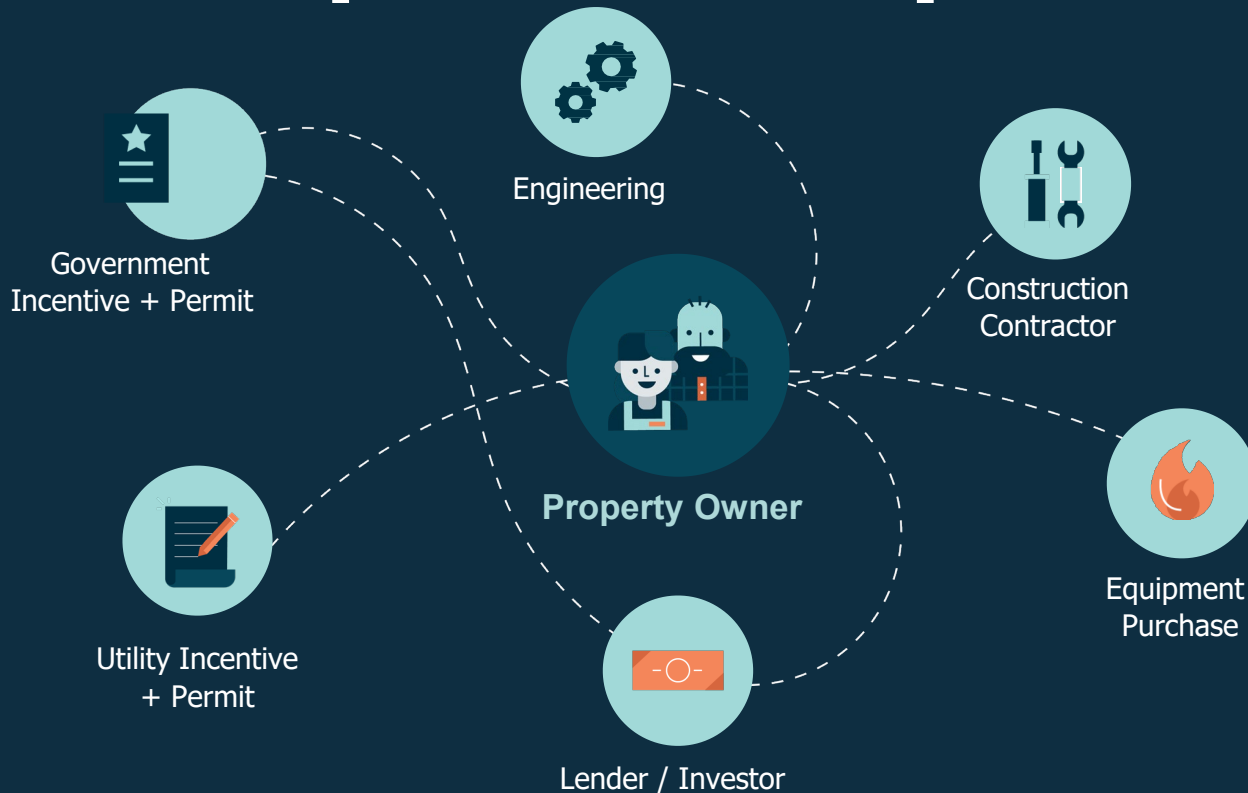 Engineering
Government
Incentive + Permit
Construction
Contractor
Property Owner
Equipment
Purchase
Utility Incentive
+ Permit
Lender / Investor